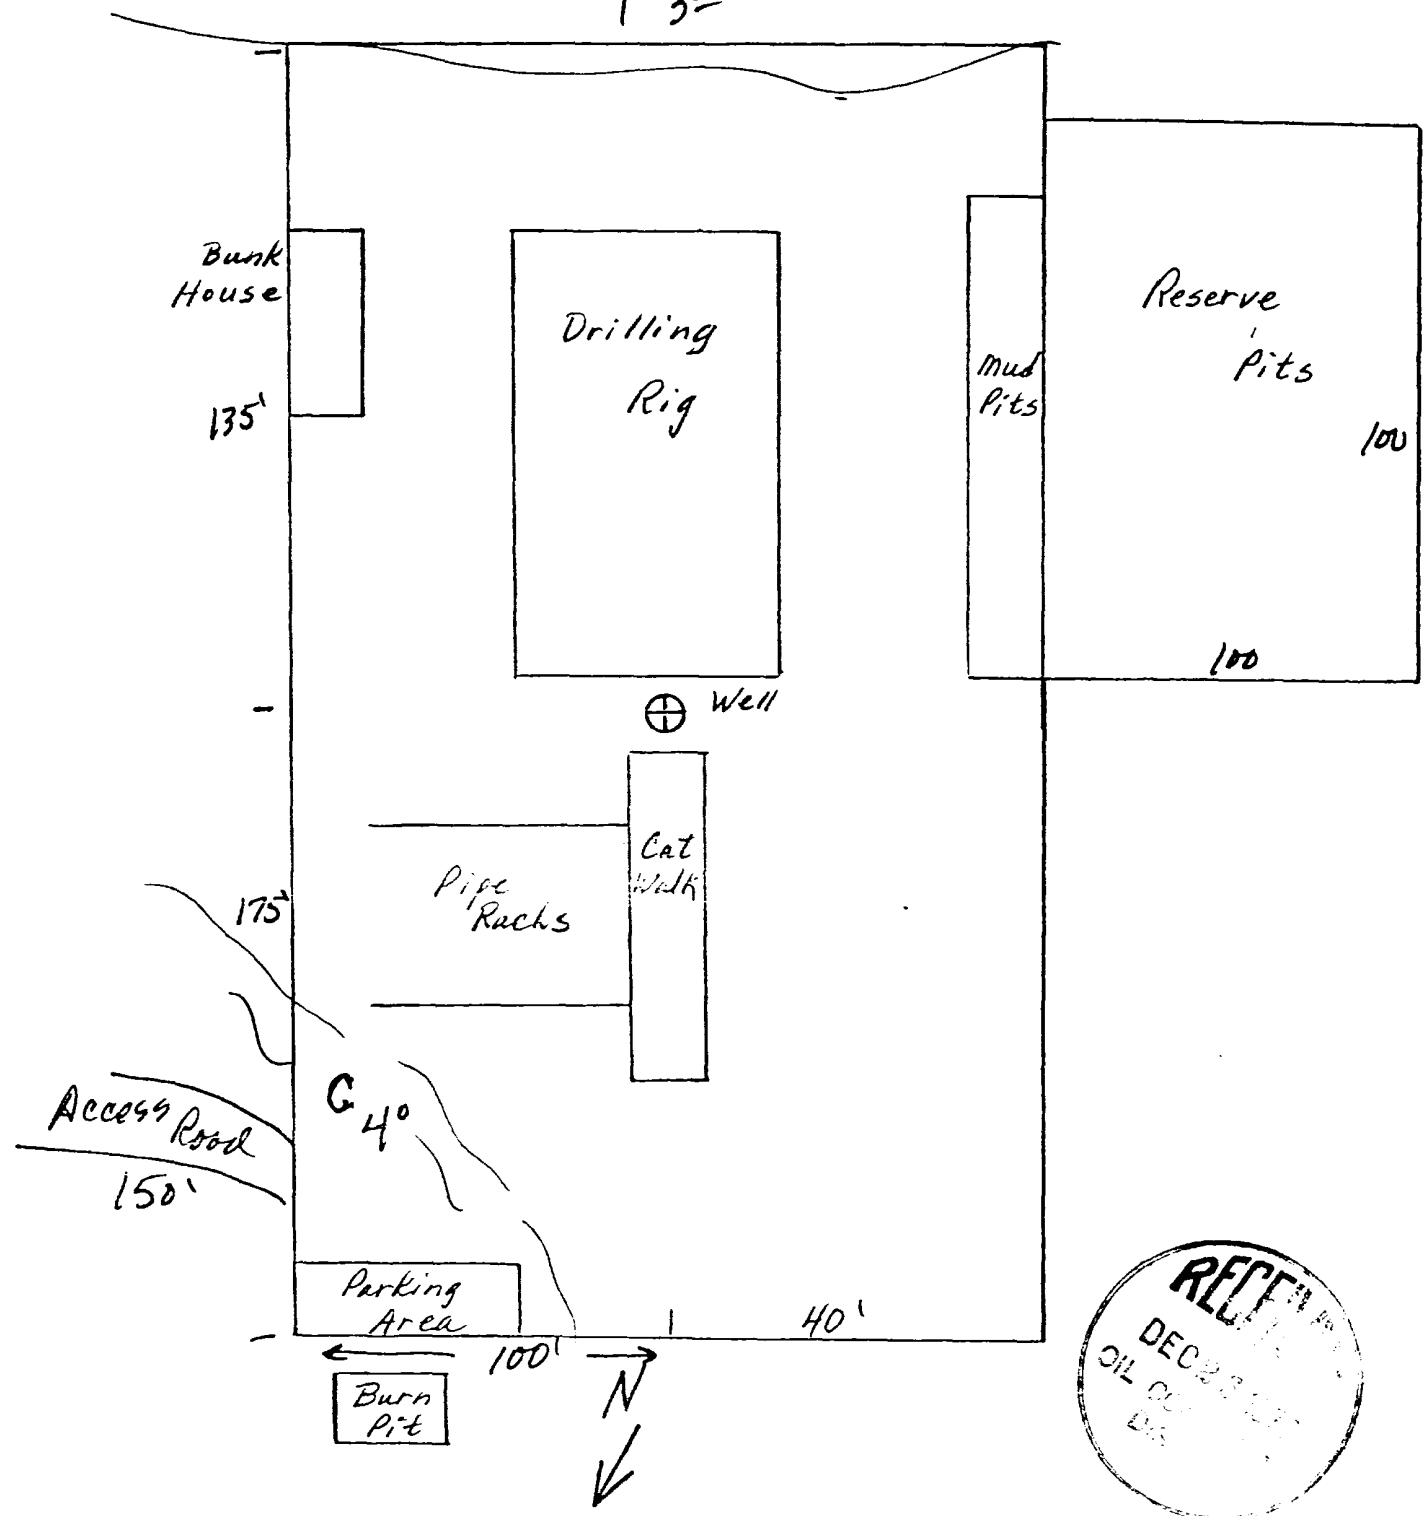 Bunk
House
Drilling
Rig
Mud
Pits
Reserve
Pits
135'
100
100
Well
Cat
Walk
Pipe
Racks
175'
C 4°
Access Road
150'
Parking
Area
40'
100'
Burn
Pit
N
DEC
OIL